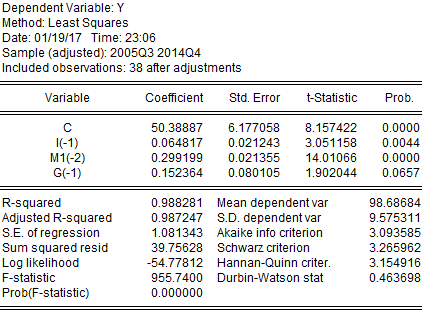 Dependent Variable: Y
Method: Least Squares
Date: 01/19/17 Time: 23:06
Sample (adjusted): 2005Q3 2014Q4
Included observations: 38 after adjustments
Variable Coefficient Std. Error t-Statistic Prob.
C 50.38887 6.177058 8.157422 0.0000
I(-1) 0.064817 0.021243 3.051158 0.0044
M1(-2) 0.299199 0.021355 14.01066 0.0000
G(-1) 0.152364 0.080105 1.902044 0.0657
R-squared 0.988281 Mean dependent var 98.68684
Adjusted R-squared 0.987247 S.D. dependent var 9.575311
S.E. of regression 1.081343 Akaike info criterion 3.093585
Sum squared resid 39.75628 Schwarz criterion 3.265962
Log likelihood -54.77812 Hannan-Quinn criter. 3.154916
F-statistic 955.7400 Durbin-Watson stat 0.463698
Prob(F-statistic) 0.000000